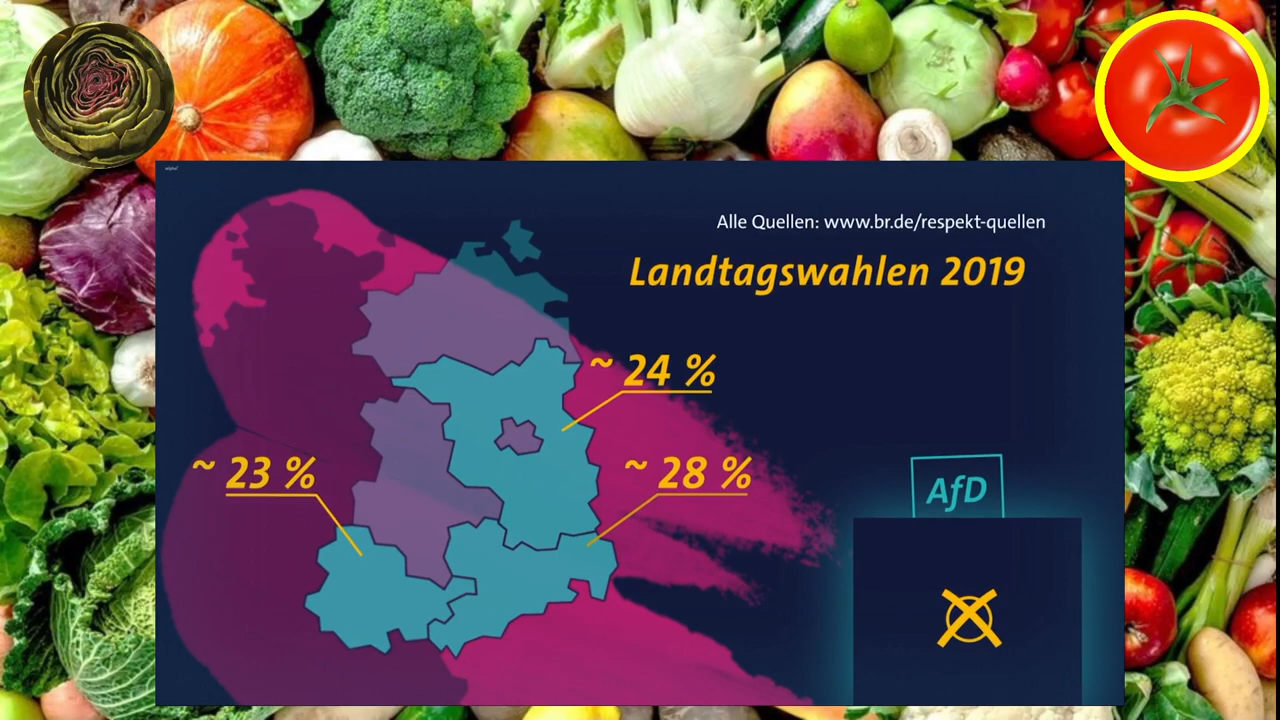 Alle Quellen: www.br.de/respekt-quellen
Landtagswahlen 2019
~ 24 %
~ 23 %
~ 28 %
AfD